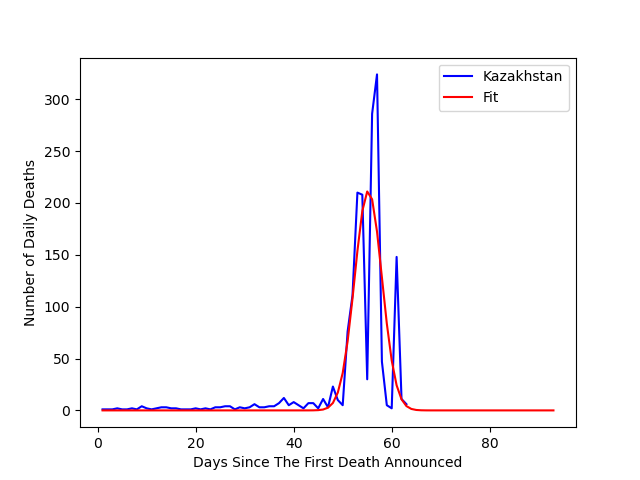 Kazakhstan
Fit
300
250
200
150
100
50
0
Number of Daily Deaths
0 20 40 60 80
Days Since The First Death Announced